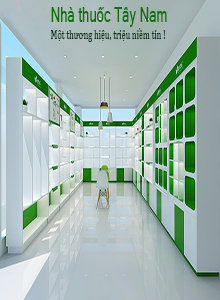 Nhà thuốc Tây Nam
Một thương hiệu, triệu niềm tin !